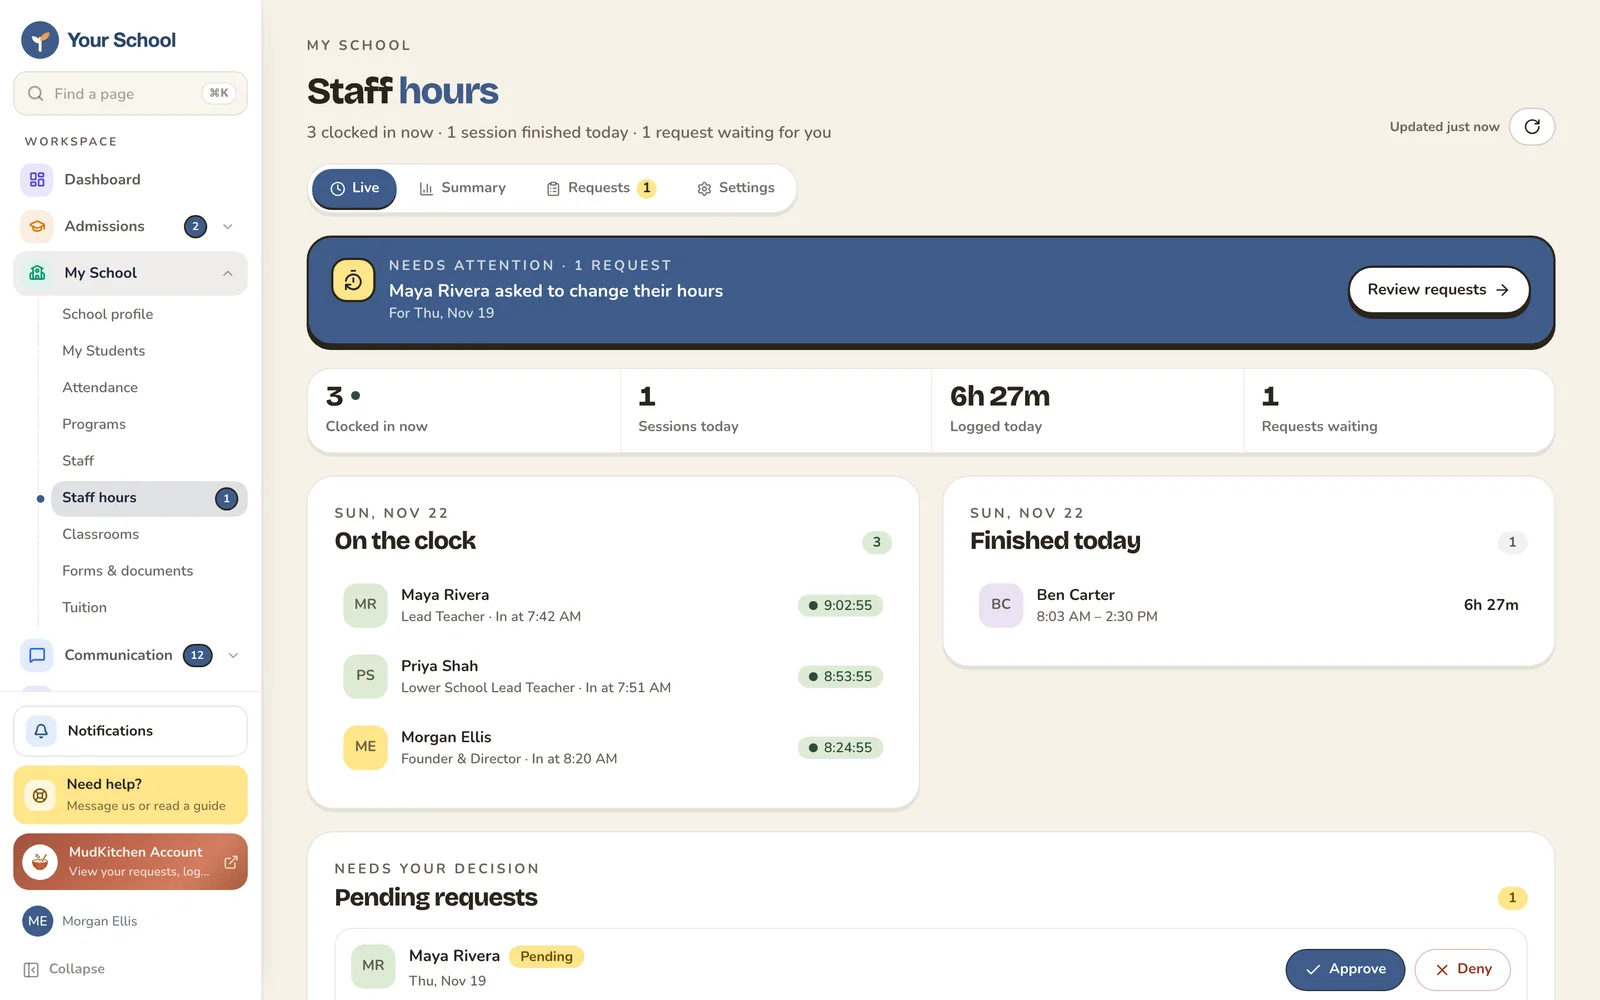 Your School
Find a page
⌘K
WORKSPACE
Dashboard
Admissions
2
My School
School profile
My Students
Attendance
Programs
Staff
Staff hours
1
Classrooms
Forms & documents
Tuition
Communication
12
Notifications
Need help?
Message us or read a guide
MudKitchen Account
View your requests, log...
ME
Morgan Ellis
Collapse
MY SCHOOL
Staff hours
3 clocked in now · 1 session finished today · 1 request waiting for you
Updated just now
Live
Summary
Requests 1
Settings
NEEDS ATTENTION · 1 REQUEST
Maya Rivera asked to change their hours
For Thu, Nov 19
Review requests
3
Clocked in now
1
Sessions today
6h 27m
Logged today
1
Requests waiting
SUN, NOV 22
On the clock
3
MR
Maya Rivera
Lead Teacher · In at 7:42 AM
9:02:55
PS
Priya Shah
Lower School Lead Teacher · In at 7:51 AM
8:53:55
ME
Morgan Ellis
Founder & Director · In at 8:20 AM
8:24:55
SUN, NOV 22
Finished today
1
BC
Ben Carter
8:03 AM – 2:30 PM
6h 27m
NEEDS YOUR DECISION
Pending requests
1
MR
Maya Rivera
Pending
Thu, Nov 19
Approve
Deny